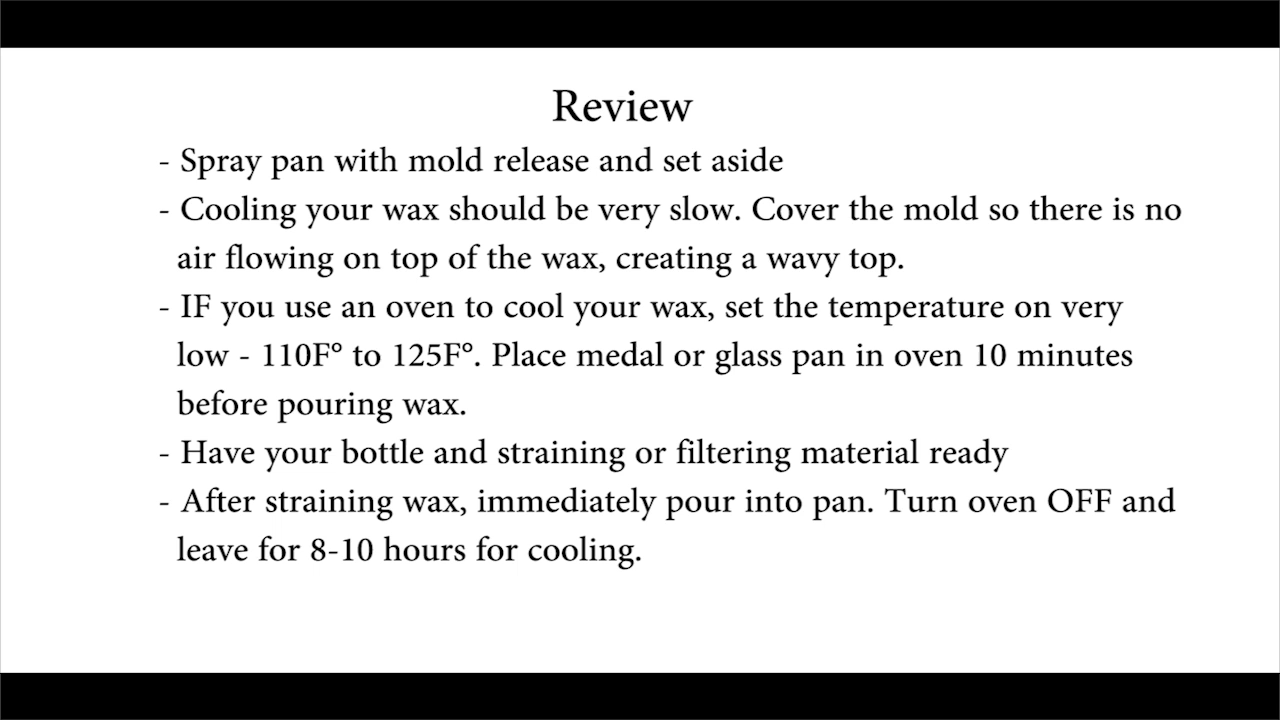 Review
- Spray pan with mold release and set aside
- Cooling your wax should be very slow. Cover the mold so there is no
air flowing on top of the wax, creating a wavy top.
- IF you use an oven to cool your wax, set the temperature on very
low - 110F° to 125F°. Place medal or glass pan in oven 10 minutes
before pouring wax.
- Have your bottle and straining or filtering material ready
- After straining wax, immediately pour into pan. Turn oven OFF and
leave for 8-10 hours for cooling.